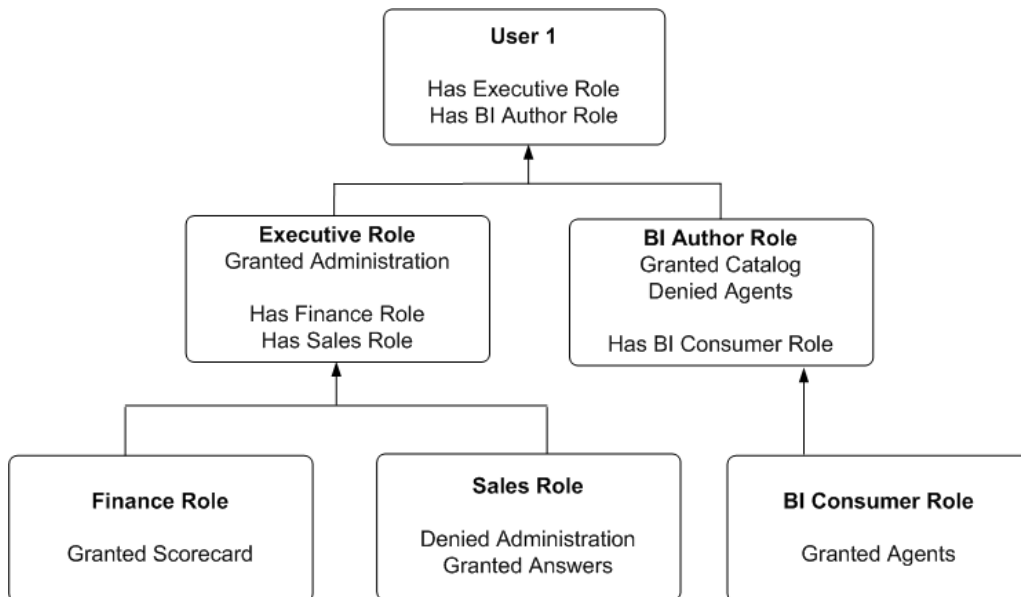 User 1
Has Executive Role
Has BI Author Role
Executive Role
Granted Administration
Has Finance Role
Has Sales Role
BI Author Role
Granted Catalog
Denied Agents
Has BI Consumer Role
Finance Role
Granted Scorecard
Sales Role
Denied Administration
Granted Answers
BI Consumer Role
Granted Agents